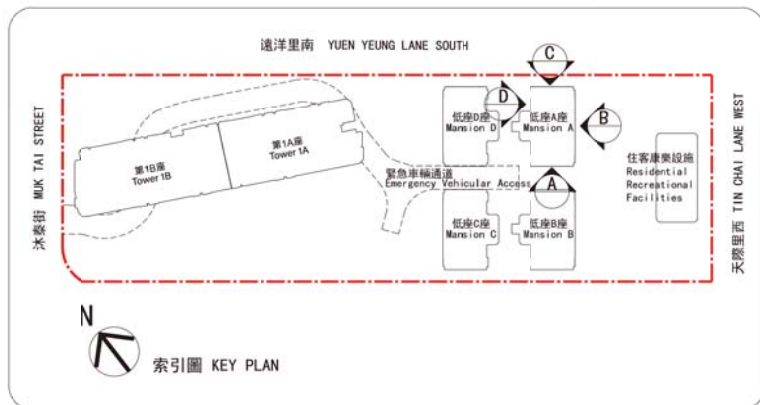 遠洋里南 YUEN YEUNG LANE SOUTH
C
沐泰街 MUK TAI STREET
第1B座
Tower 1B
第1A座
Tower 1A
低座D座
Mansion D
D
低座A座
Mansion A
B
緊急車輛通道
Emergency Vehicular Access
A
低座C座
Mansion C
低座B座
Mansion B
住客康樂設施
Residential
Recreational
Facilities
天際里西 TIN CHAI LANE WEST
N
索引圖 KEY PLAN